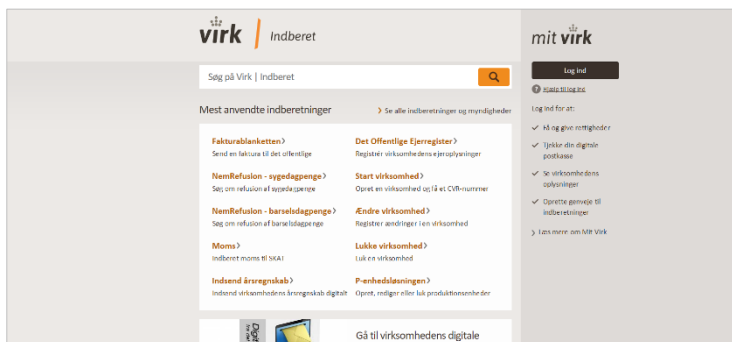 virk Indberet
Søg på Virk | Indberet
Mest anvendte indberetninger
Se alle indberetninger og myndigheder
Fakturablanketten
Send en faktura til det offentlige
NemRefusion - sygedagpenge
Søg om refusion af sygedagpenge
NemRefusion - barselsdagpenge
Søg om refusion af barselsdagpenge
Moms
Indberet moms til SKAT
Indsend årsregnskab
Indsend virksomhedens årsregnskab digitalt
Det Offentlige Ejerregister
Registrér virksomhedens ejeroplysninger
Start virksomhed
Opret en virksomhed og få et CVR-nummer
Ændre virksomhed
Registrer ændringer i en virksomhed
Lukke virksomhed
Luk en virksomhed
P-enhedsløsningen
Opret, rediger eller luk produktionsenheder
Gå til virksomhedens digitale
mit virk
Log ind
Hjælp til log ind
Log ind for at:
Få og give rettigheder
Tjekke din digitale
postkasse
Se virksomhedens
oplysninger
Oprette genveje til
indberetninger
Læs mere om Mit Virk